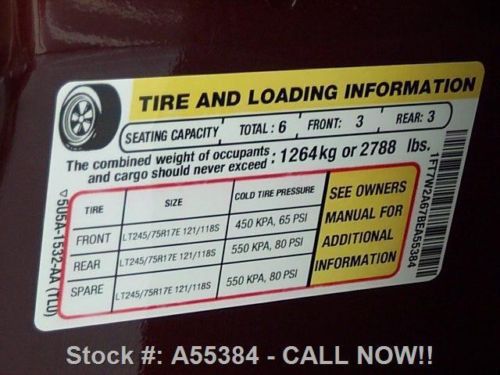 TIRE AND LOADING INFORMATION
SEATING CAPACITY TOTAL: 6 FRONT: 3 REAR: 3
The combined weight of occupants and cargo should never exceed : 1264kg or 2788 lbs.
TIRE SIZE COLD TIRE PRESSURE
FRONT LT245/75R17E 121/118S 450 KPA, 65 PSI
REAR LT245/75R17E 121/118S 550 KPA, 80 PSI
SPARE LT245/75R17E 121/118S 550 KPA, 80 PSI
SEE OWNERS
MANUAL FOR
ADDITIONAL
INFORMATION
5U5A-1532-AA (TL0)
1FT7W2A67BEA55384
Stock #: A55384 - CALL NOW!!